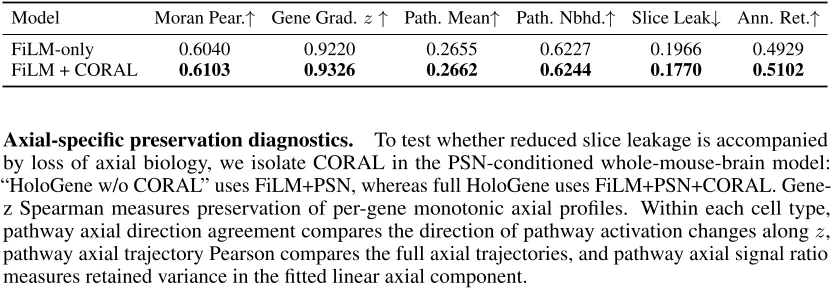 Model Moran Pear.↑ Gene Grad. z ↑ Path. Mean↑ Path. Nbhd.↑ Slice Leak↓ Ann. Ret.↑
FiLM-only 0.6040 0.9220 0.2655 0.6227 0.1966 0.4929
FiLM + CORAL 0.6103 0.9326 0.2662 0.6244 0.1770 0.5102
Axial-specific preservation diagnostics. To test whether reduced slice leakage is accompanied
by loss of axial biology, we isolate CORAL in the PSN-conditioned whole-mouse-brain model:
“HoloGene w/o CORAL” uses FiLM+PSN, whereas full HoloGene uses FiLM+PSN+CORAL. Gene-
z Spearman measures preservation of per-gene monotonic axial profiles. Within each cell type,
pathway axial direction agreement compares the direction of pathway activation changes along z,
pathway axial trajectory Pearson compares the full axial trajectories, and pathway axial signal ratio
measures retained variance in the fitted linear axial component.